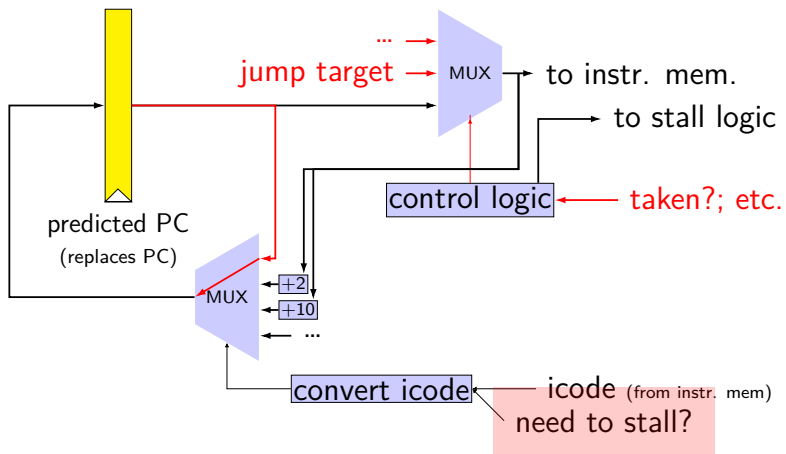 ...
jump target
MUX
to instr. mem.
to stall logic
control logic
taken?; etc.
predicted PC
(replaces PC)
MUX
+2
+10
...
convert icode
icode (from instr. mem)
need to stall?